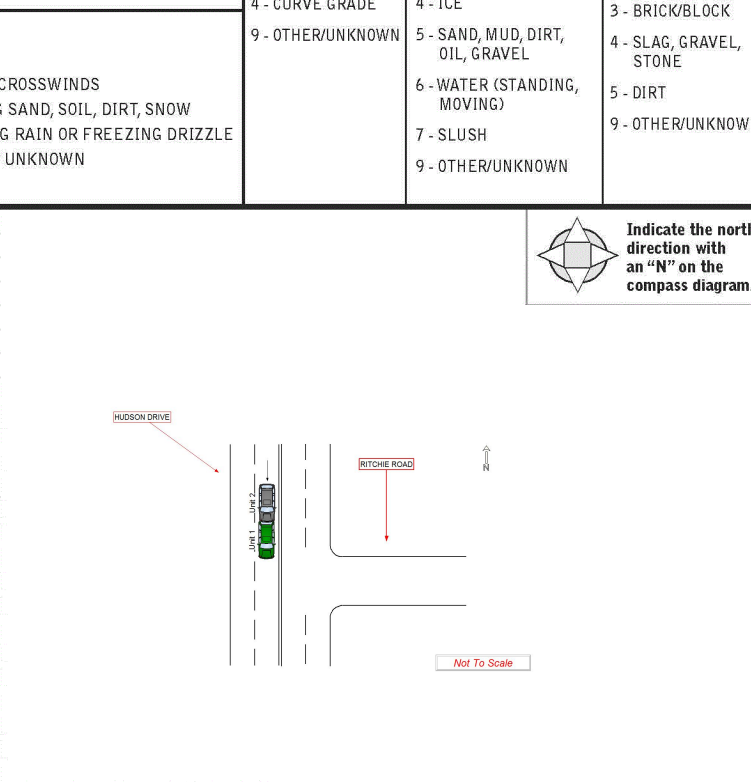 4 - CURVE GRADE
9 - OTHER/UNKNOWN
4 - ICE
5 - SAND, MUD, DIRT,
OIL, GRAVEL
6 - WATER (STANDING,
MOVING)
7 - SLUSH
9 - OTHER/UNKNOWN
3 - BRICK/BLOCK
4 - SLAG, GRAVEL,
STONE
5 - DIRT
9 - OTHER/UNKNOW
CROSSWINDS
G SAND, SOIL, DIRT, SNOW
G RAIN OR FREEZING DRIZZLE
UNKNOWN
Indicate the north
direction with
an “N” on the
compass diagram
HUDSON DRIVE
RITCHIE ROAD
N
Unit 2
Unit 1
Not To Scale